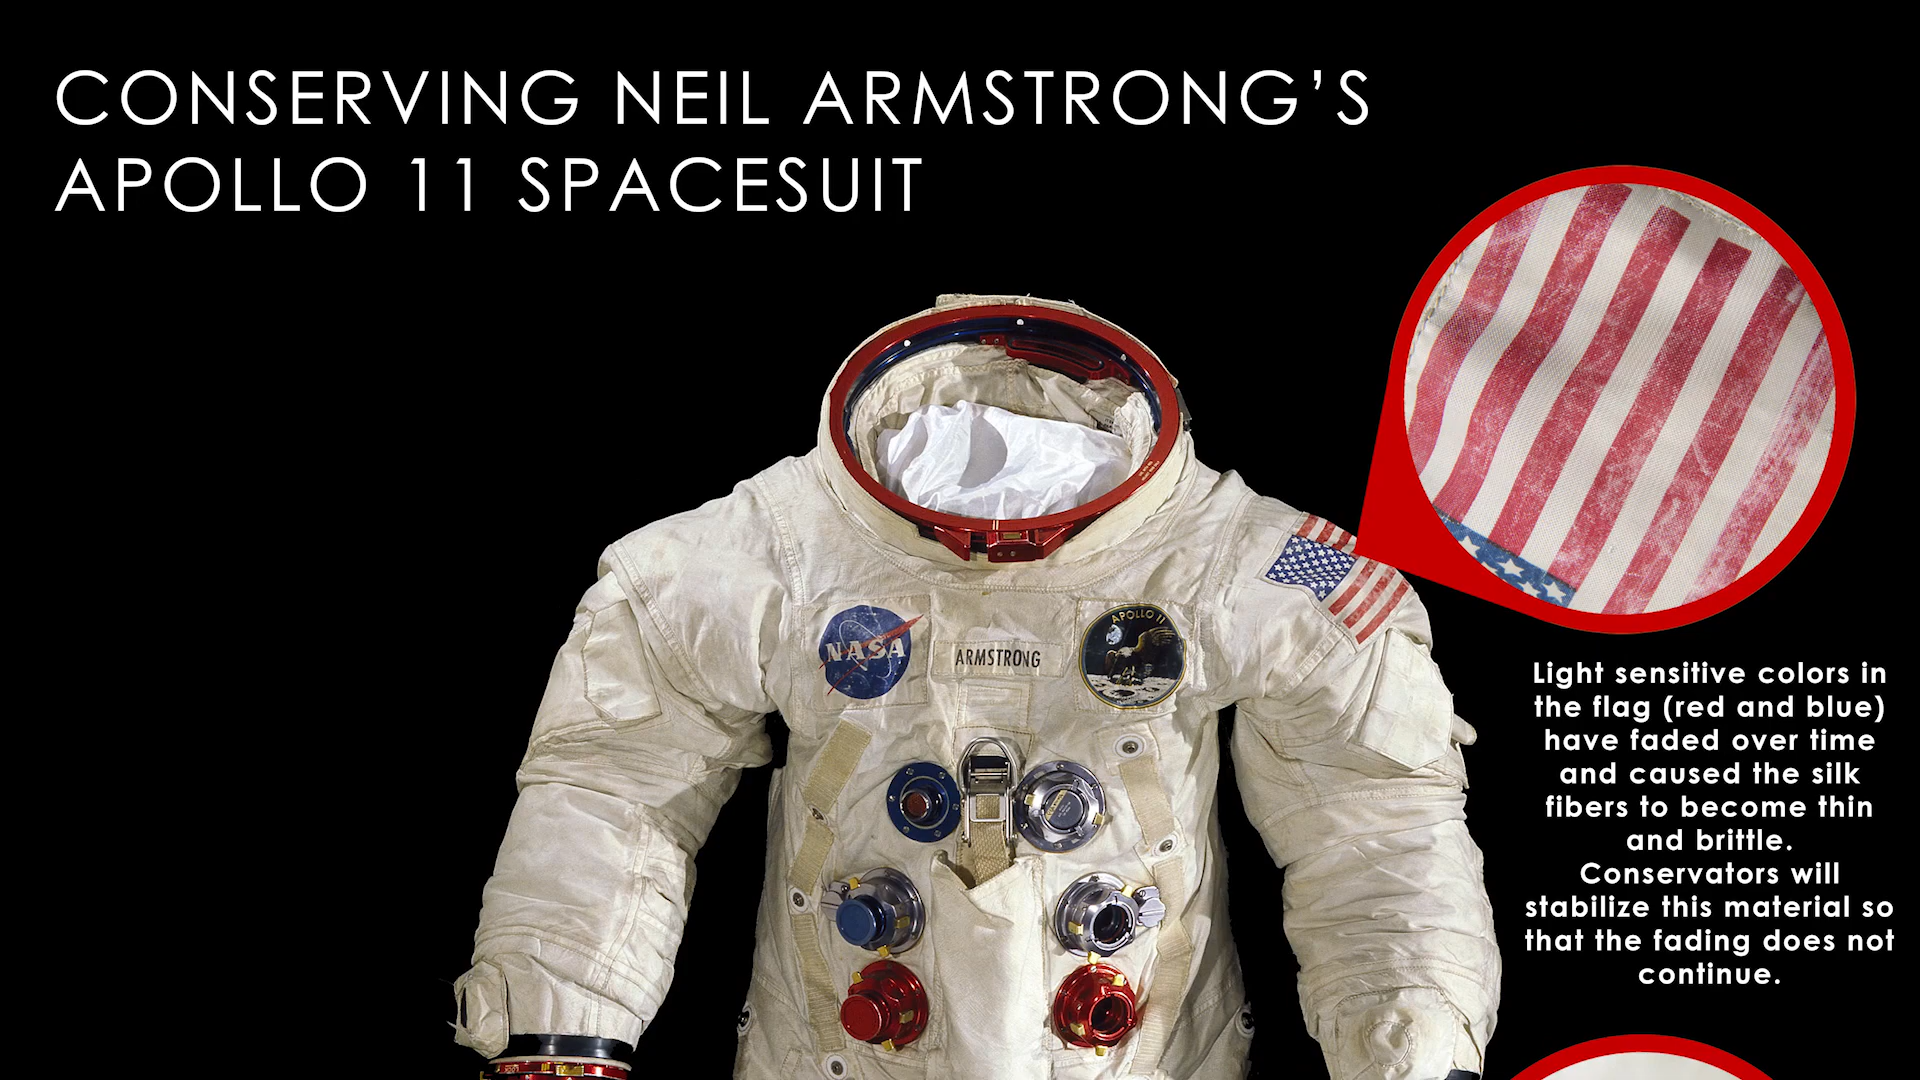 CONSERVING NEIL ARMSTRONG’S
APOLLO 11 SPACESUIT
APOLLO 11
NASA
ARMSTRONG
Light sensitive colors in
the flag (red and blue)
have faded over time
and caused the silk
fibers to become thin
and brittle.
Conservators will
stabilize this material so
that the fading does not
continue.